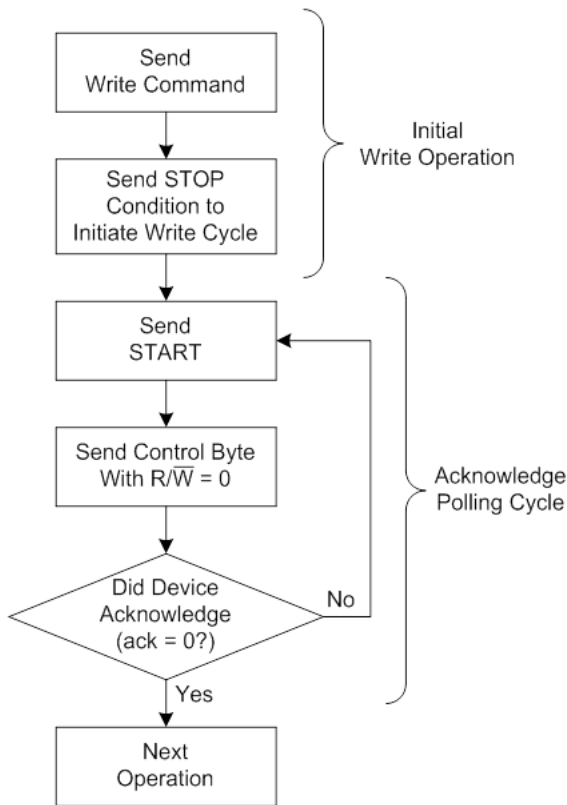 Send
Write Command
Initial
Write Operation
Send STOP
Condition to
Initiate Write Cycle
Send
START
Send Control Byte
With R/W̅ = 0
Acknowledge
Polling Cycle
Did Device
Acknowledge
(ack = 0?)
No
Yes
Next
Operation